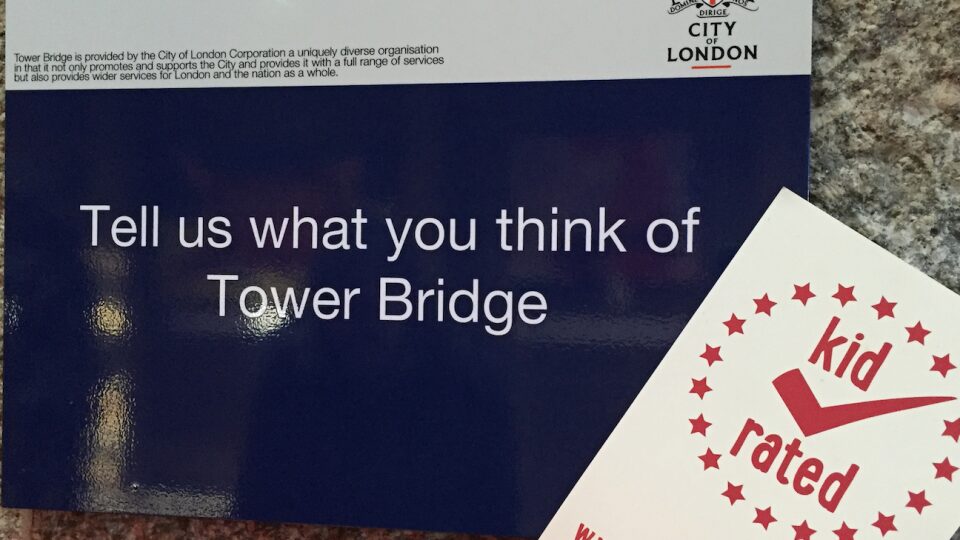 DIRIGE
CITY
OF
LONDON
Tower Bridge is provided by the City of London Corporation a uniquely diverse organisation
in that it not only promotes and supports the City and provides it with a full range of services
but also provides wider services for London and the nation as a whole.
Tell us what you think of
Tower Bridge
kid
rated